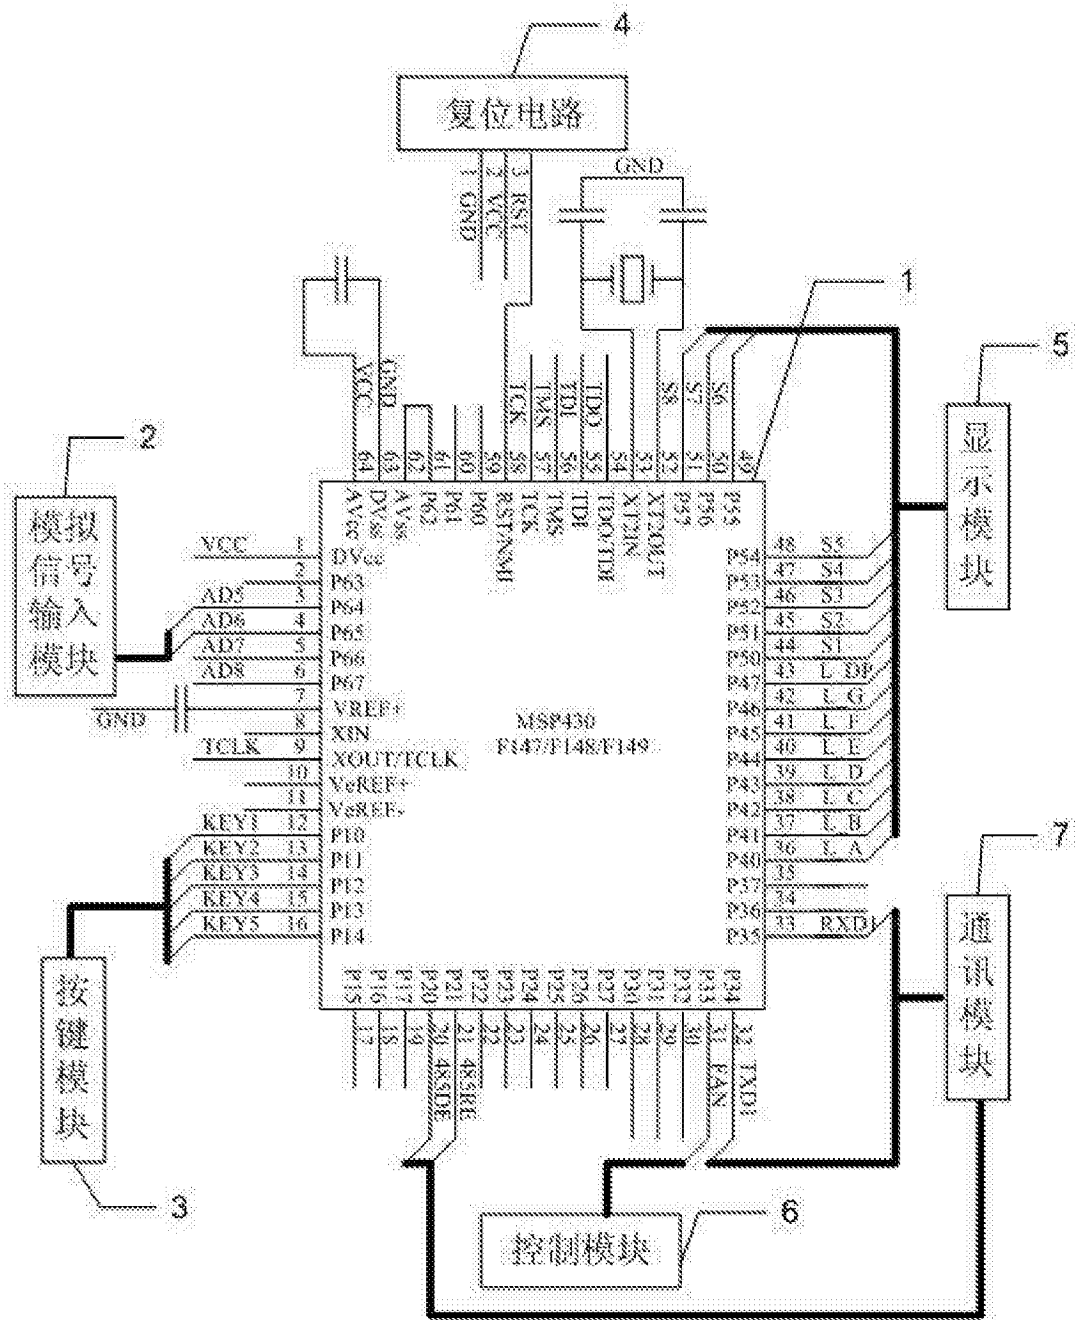 4
复位电路
1 GND
2 VCC
3 RST
GND
1
VCC
GND
TCK
TMS
TDI
TDO
S8
S7
S6
5
显示模块
2
模拟
信号
输入
模块
64 63 62 61 60 59 58 57 56 55 54 53 52 51 50 49
AVcc
DVss
AVss
P62
P61
P60
RST/NMI
TCK
TMS
TDI
TDO/TDI
XT2IN
XT2OUT
P57
P56
P55
VCC 1 DVcc
2 P63
AD5 3 P64
AD6 4 P65
AD7 5 P66
AD8 6 P67
GND 7 VREF+
8 XIN
TCLK 9 XOUT/TCLK
10 VeREF+
11 VeREF-
KEY1 12 P10
KEY2 13 P11
KEY3 14 P12
KEY4 15 P13
KEY5 16 P14
MSP430
F147/F148/F149
P54 48 S5
P53 47 S4
P52 46 S3
P51 45 S2
P50 44 S1
P47 43 L_DP
P46 42 L_G
P45 41 L_F
P44 40 L_E
P43 39 L_D
P42 38 L_C
P41 37 L_B
P40 36 L_A
P37 35
P36 34
P35 33 RXD1
7
通讯模块
按键模块
3
P15
P16
P17
P20
P21
P22
P23
P24
P25
P26
P27
P30
P31
P32
P33
P34
17 18 19 20 21 22 23 24 25 26 27 28 29 30 31 32
485DE
485RE
FAN
TXD1
控制模块
6